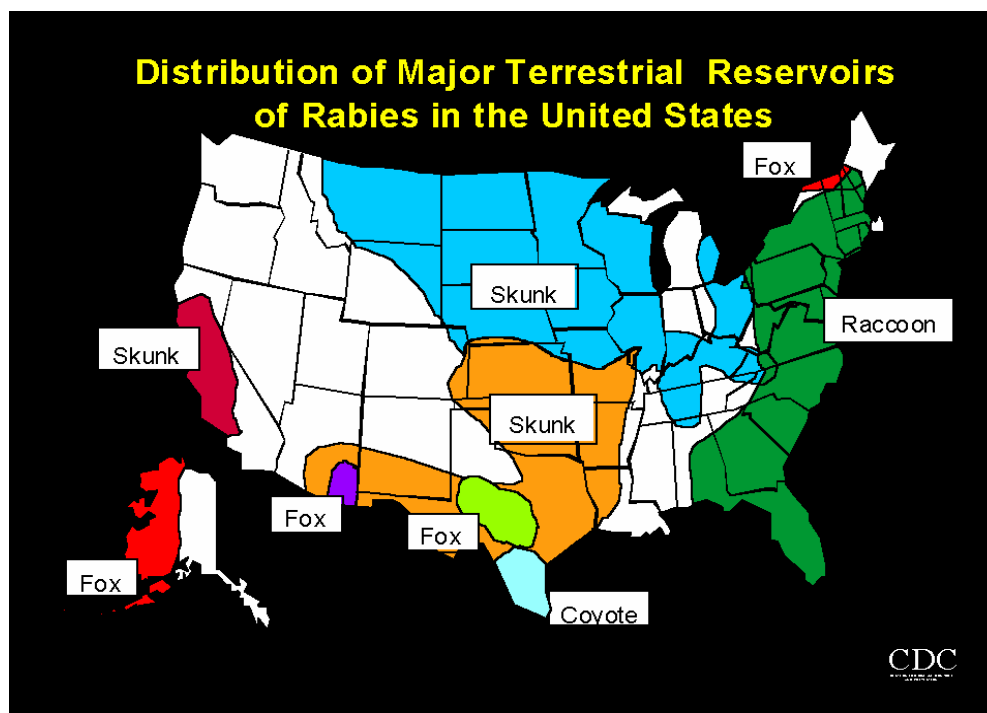 Distribution of Major Terrestrial Reservoirs
of Rabies in the United States
Fox
Skunk
Raccoon
Skunk
Skunk
Fox
Fox
Fox
Coyote
CDC